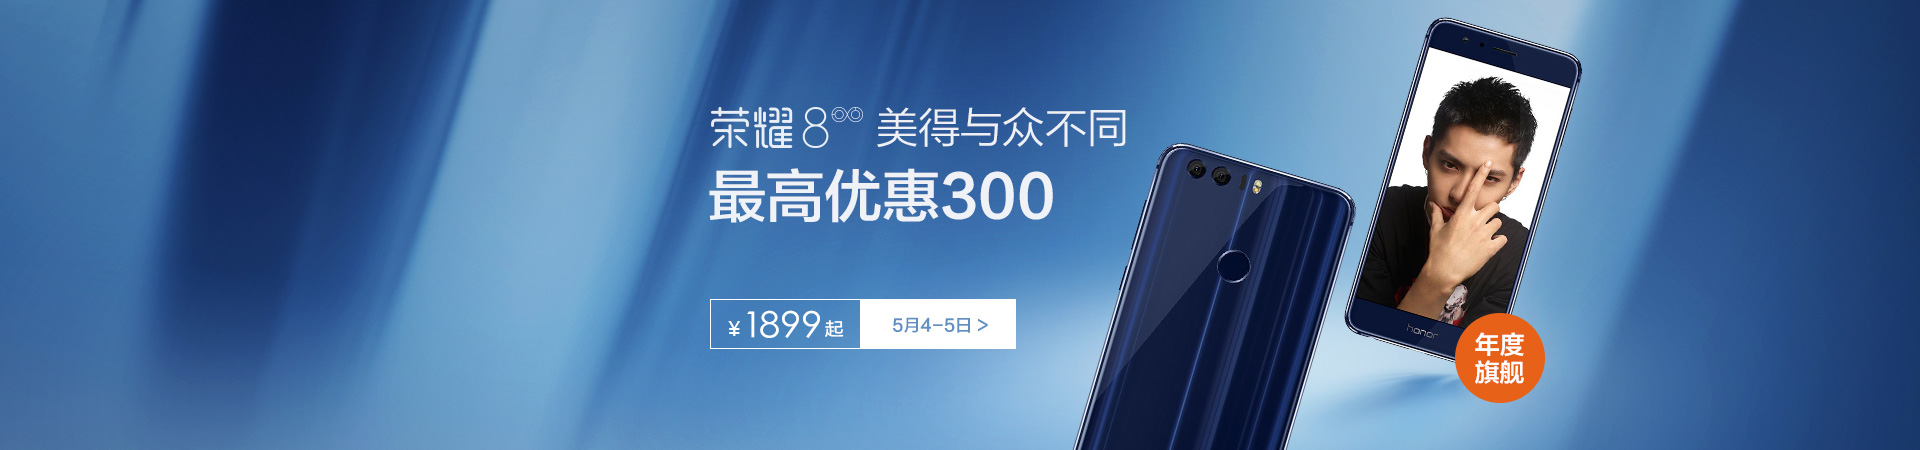 荣耀8 美得与众不同
最高优惠300
¥1899起 5月4-5日 >
honor
年度
旗舰